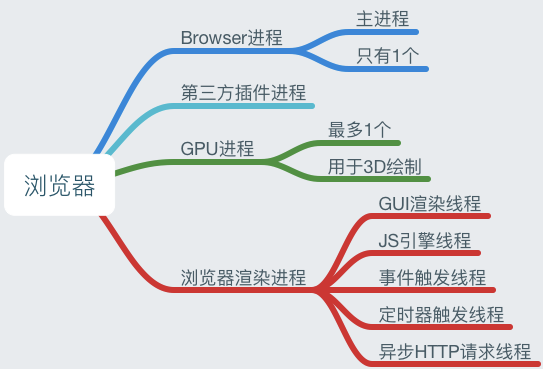 浏览器
Browser进程
主进程
只有1个
第三方插件进程
GPU进程
最多1个
用于3D绘制
浏览器渲染进程
GUI渲染线程
JS引擎线程
事件触发线程
定时器触发线程
异步HTTP请求线程